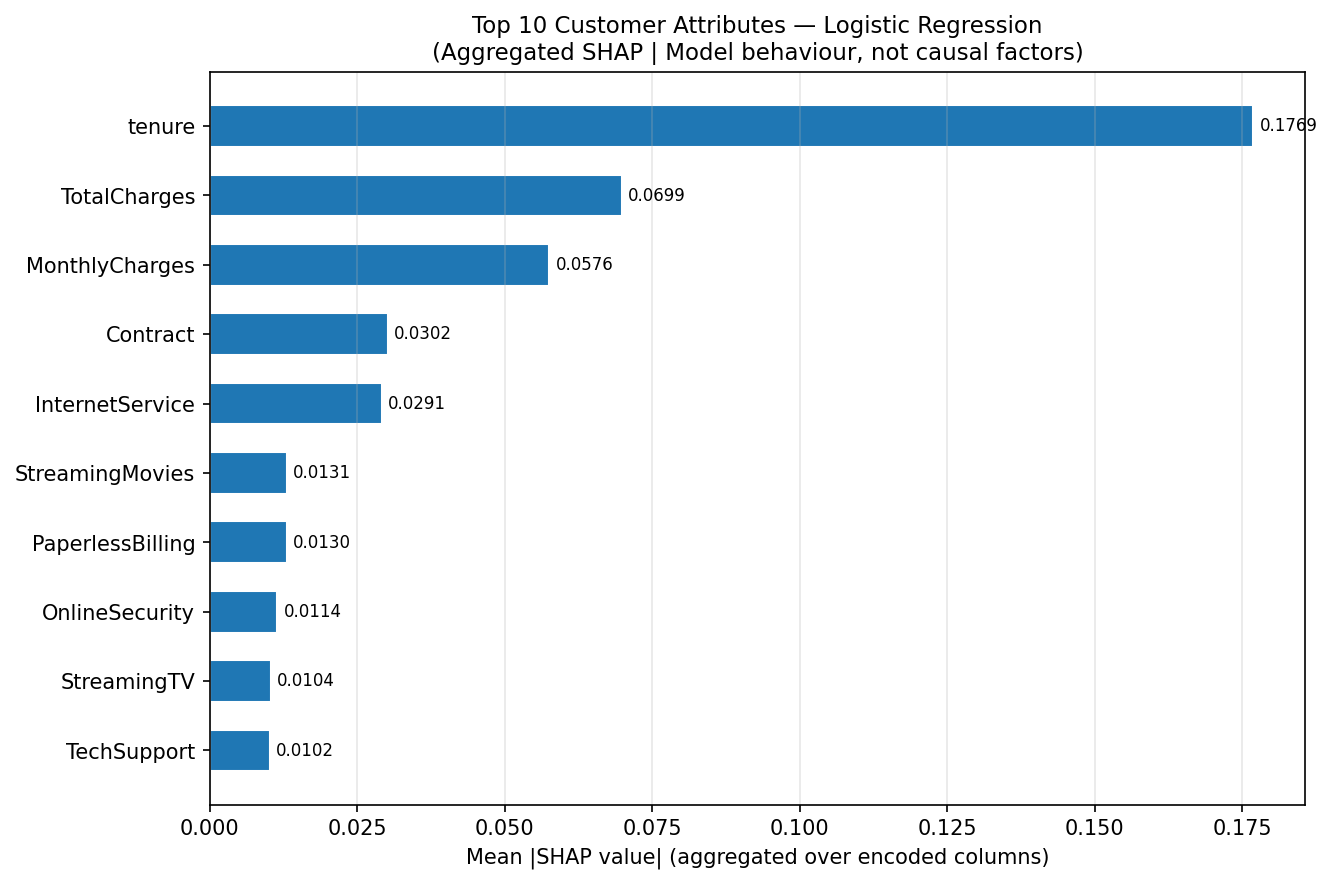 Top 10 Customer Attributes — Logistic Regression
(Aggregated SHAP | Model behaviour, not causal factors)
tenure 0.1769
TotalCharges 0.0699
MonthlyCharges 0.0576
Contract 0.0302
InternetService 0.0291
StreamingMovies 0.0131
PaperlessBilling 0.0130
OnlineSecurity 0.0114
StreamingTV 0.0104
TechSupport 0.0102
0.000 0.025 0.050 0.075 0.100 0.125 0.150 0.175
Mean |SHAP value| (aggregated over encoded columns)